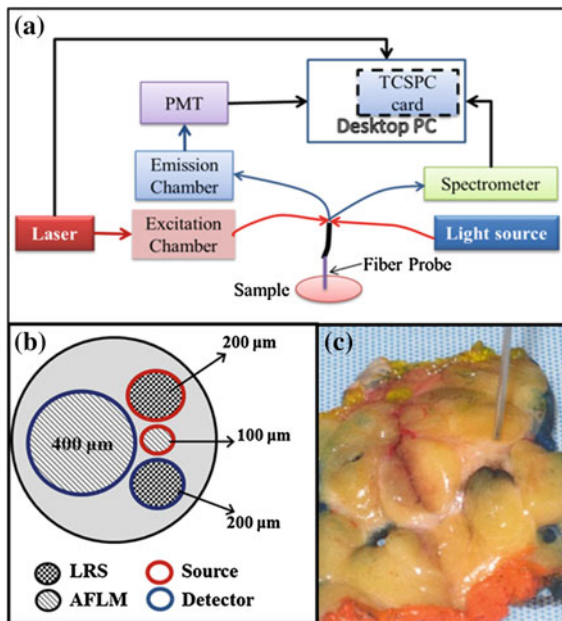 (a)
TCSPC
card
Desktop PC
PMT
Emission
Chamber
Spectrometer
Laser
Excitation
Chamber
Light source
Fiber Probe
Sample
(b)
200 μm
400 μm
100 μm
200 μm
LRS
Source
AFLM
Detector
(c)